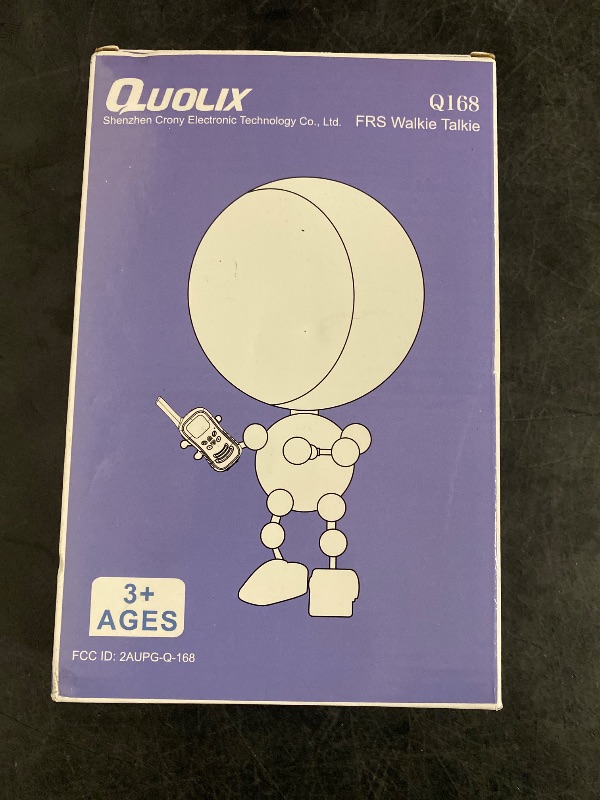 QUOLIX
Q168
Shenzhen Crony Electronic Technology Co., Ltd.
FRS Walkie Talkie
3+
AGES
FCC ID: 2AUPG-Q-168